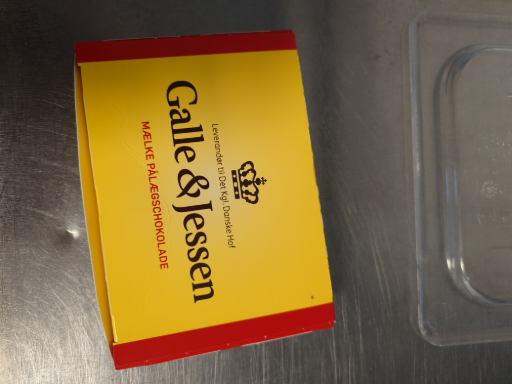 Leverandør til Det Kgl. Danske Hof
Galle & Jessen
MÆLKE PÅLÆGSCHOKOLADE